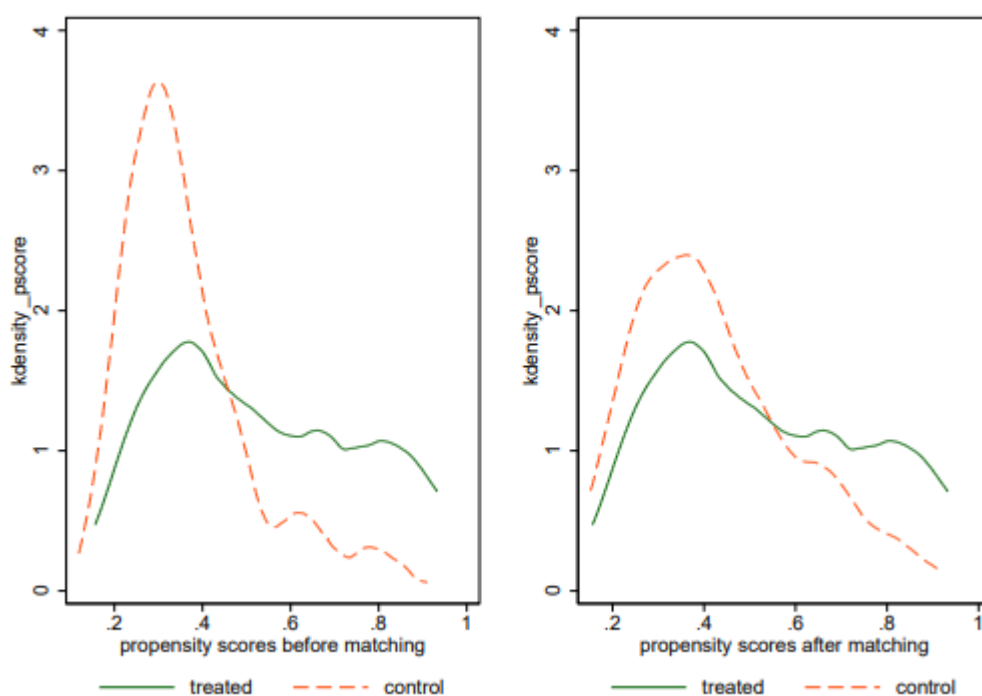 kdensity_pscore
0
1
2
3
4
.2
.4
.6
.8
1
propensity scores before matching
treated
control
kdensity_pscore
0
1
2
3
4
.2
.4
.6
.8
1
propensity scores after matching
treated
control